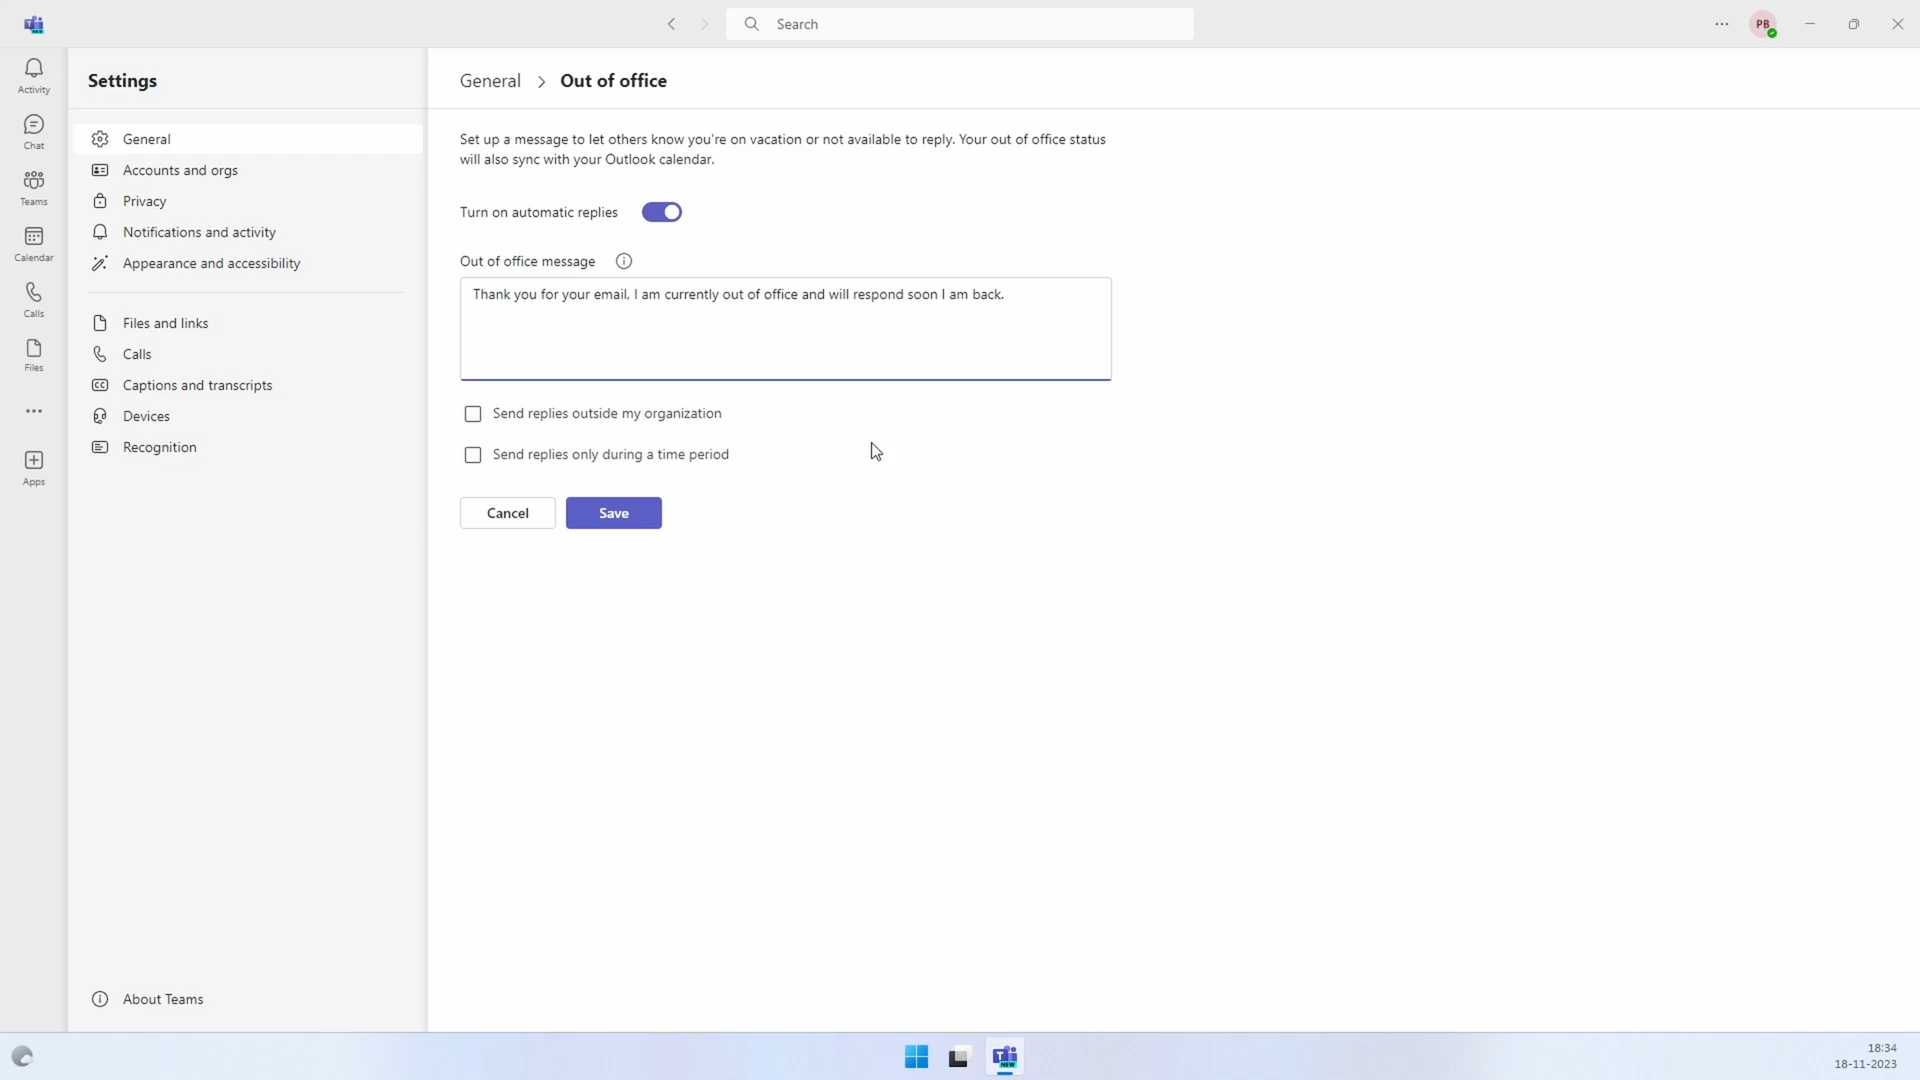 Search
PB
Activity
Chat
Teams
Calendar
Calls
Files
Apps
Settings
General
Accounts and orgs
Privacy
Notifications and activity
Appearance and accessibility
Files and links
Calls
Captions and transcripts
Devices
Recognition
About Teams
General > Out of office
Set up a message to let others know you're on vacation or not available to reply. Your out of office status
will also sync with your Outlook calendar.
Turn on automatic replies
Out of office message
Thank you for your email, I am currently out of office and will respond soon I am back.
Send replies outside my organization
Send replies only during a time period
Cancel
Save
18:34
18-11-2023